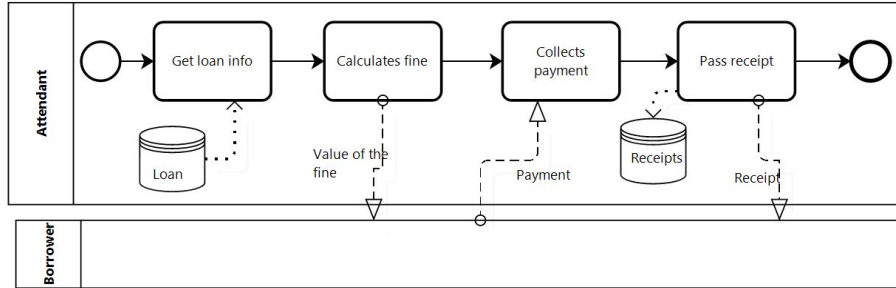 Attendant
Get loan info
Calculates fine
Collects
payment
Pass receipt
Loan
Value of the
fine
Payment
Receipts
Receipt
Borrower